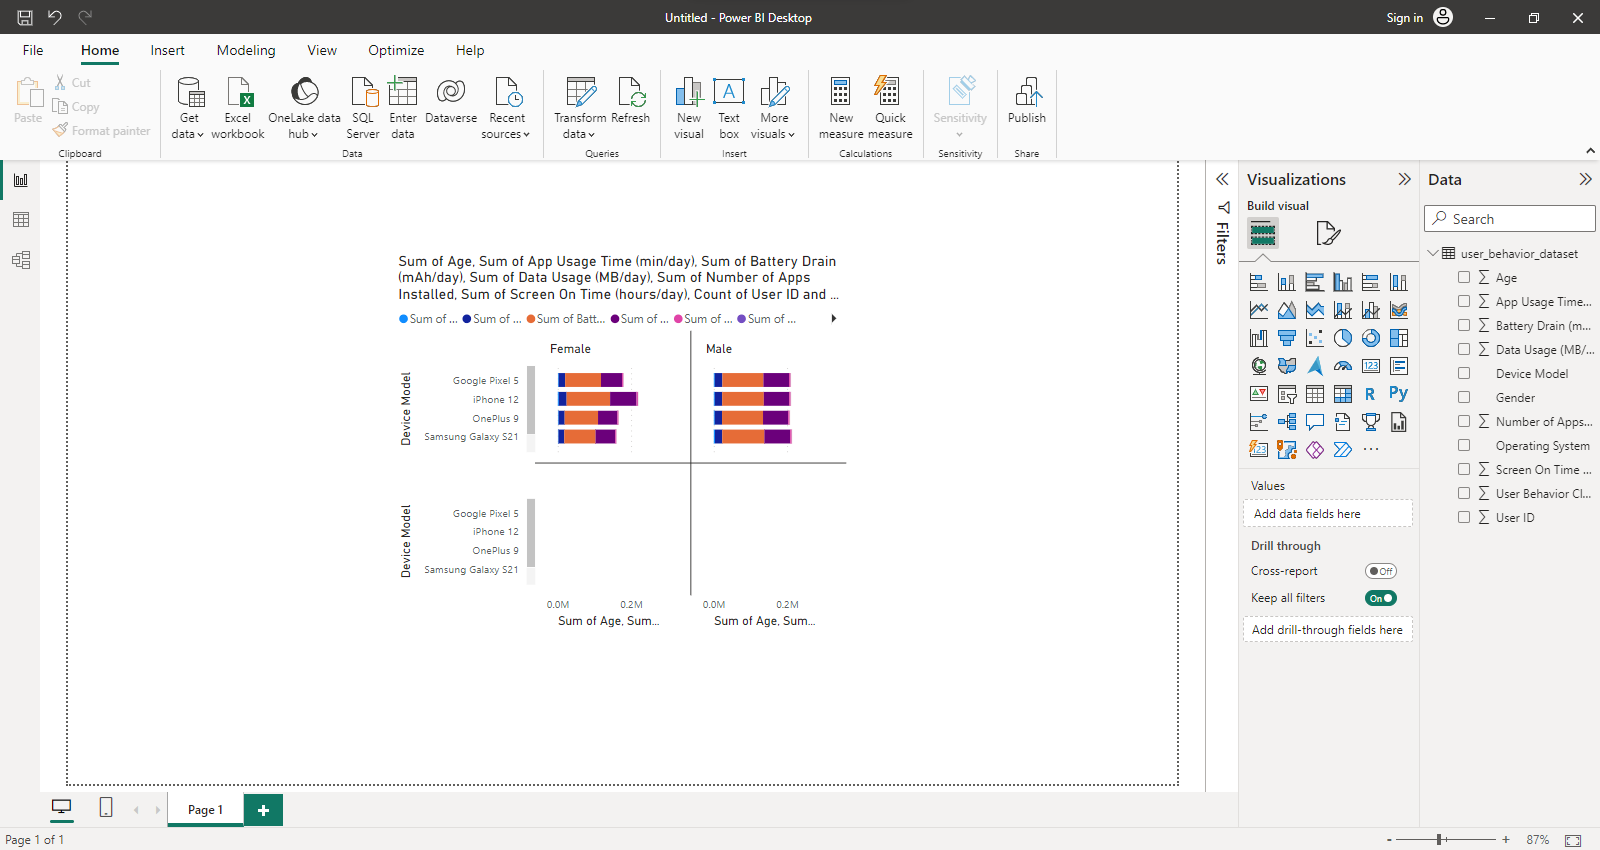 Untitled - Power BI Desktop
Sign in
File Home Insert Modeling View Optimize Help
Paste
Cut
Copy
Format painter
Clipboard
Get data
Excel workbook
OneLake data hub
SQL Server
Enter data
Dataverse
Recent sources
Data
Transform data
Refresh
Queries
New visual
Text box
More visuals
Insert
New measure
Quick measure
Calculations
Sensitivity
Sensitivity
Publish
Share
Sum of Age, Sum of App Usage Time (min/day), Sum of Battery Drain
(mAh/day), Sum of Data Usage (MB/day), Sum of Number of Apps
Installed, Sum of Screen On Time (hours/day), Count of User ID and ...
Sum of ... Sum of ... Sum of Batt... Sum of ... Sum of ... Sum of ...
Female Male
Device Model
Google Pixel 5
iPhone 12
OnePlus 9
Samsung Galaxy S21
Device Model
Google Pixel 5
iPhone 12
OnePlus 9
Samsung Galaxy S21
0.0M 0.2M 0.0M 0.2M
Sum of Age, Sum... Sum of Age, Sum...
Filters
Visualizations
Build visual
123
R Py
123
Values
Add data fields here
Drill through
Cross-report Off
Keep all filters On
Add drill-through fields here
Data
Search
user_behavior_dataset
Age
App Usage Time...
Battery Drain (m...
Data Usage (MB/...
Device Model
Gender
Number of Apps...
Operating System
Screen On Time ...
User Behavior Cl...
User ID
Page 1
Page 1 of 1
- + 87%